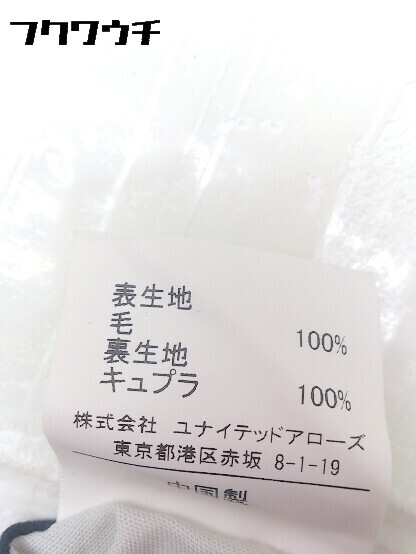 フクワウチ
表生地
毛 100%
裏生地
キュプラ 100%
株式会社 ユナイテッドアローズ
東京都港区赤坂 8-1-19
中国製